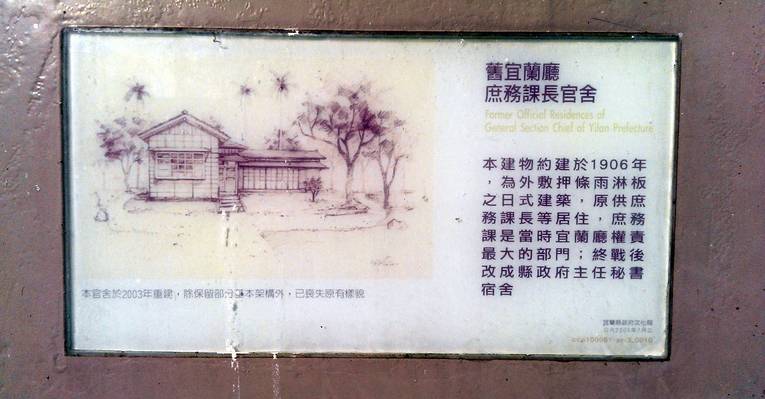 舊宜蘭廳
庶務課長官舍
Former Official Residences of
General Section Chief of Yilan Prefecture
本建物約建於1906年
，為外敷押條雨淋板
之日式建築，原供庶
務課長等居住，庶務
課是當時宜蘭廳權責
最大的部門；終戰後
改成縣政府主任秘書
宿舍
本官舍於2003年重建，除保留部分基本架構外，已喪失原有樣貌
宜蘭縣政府文化局